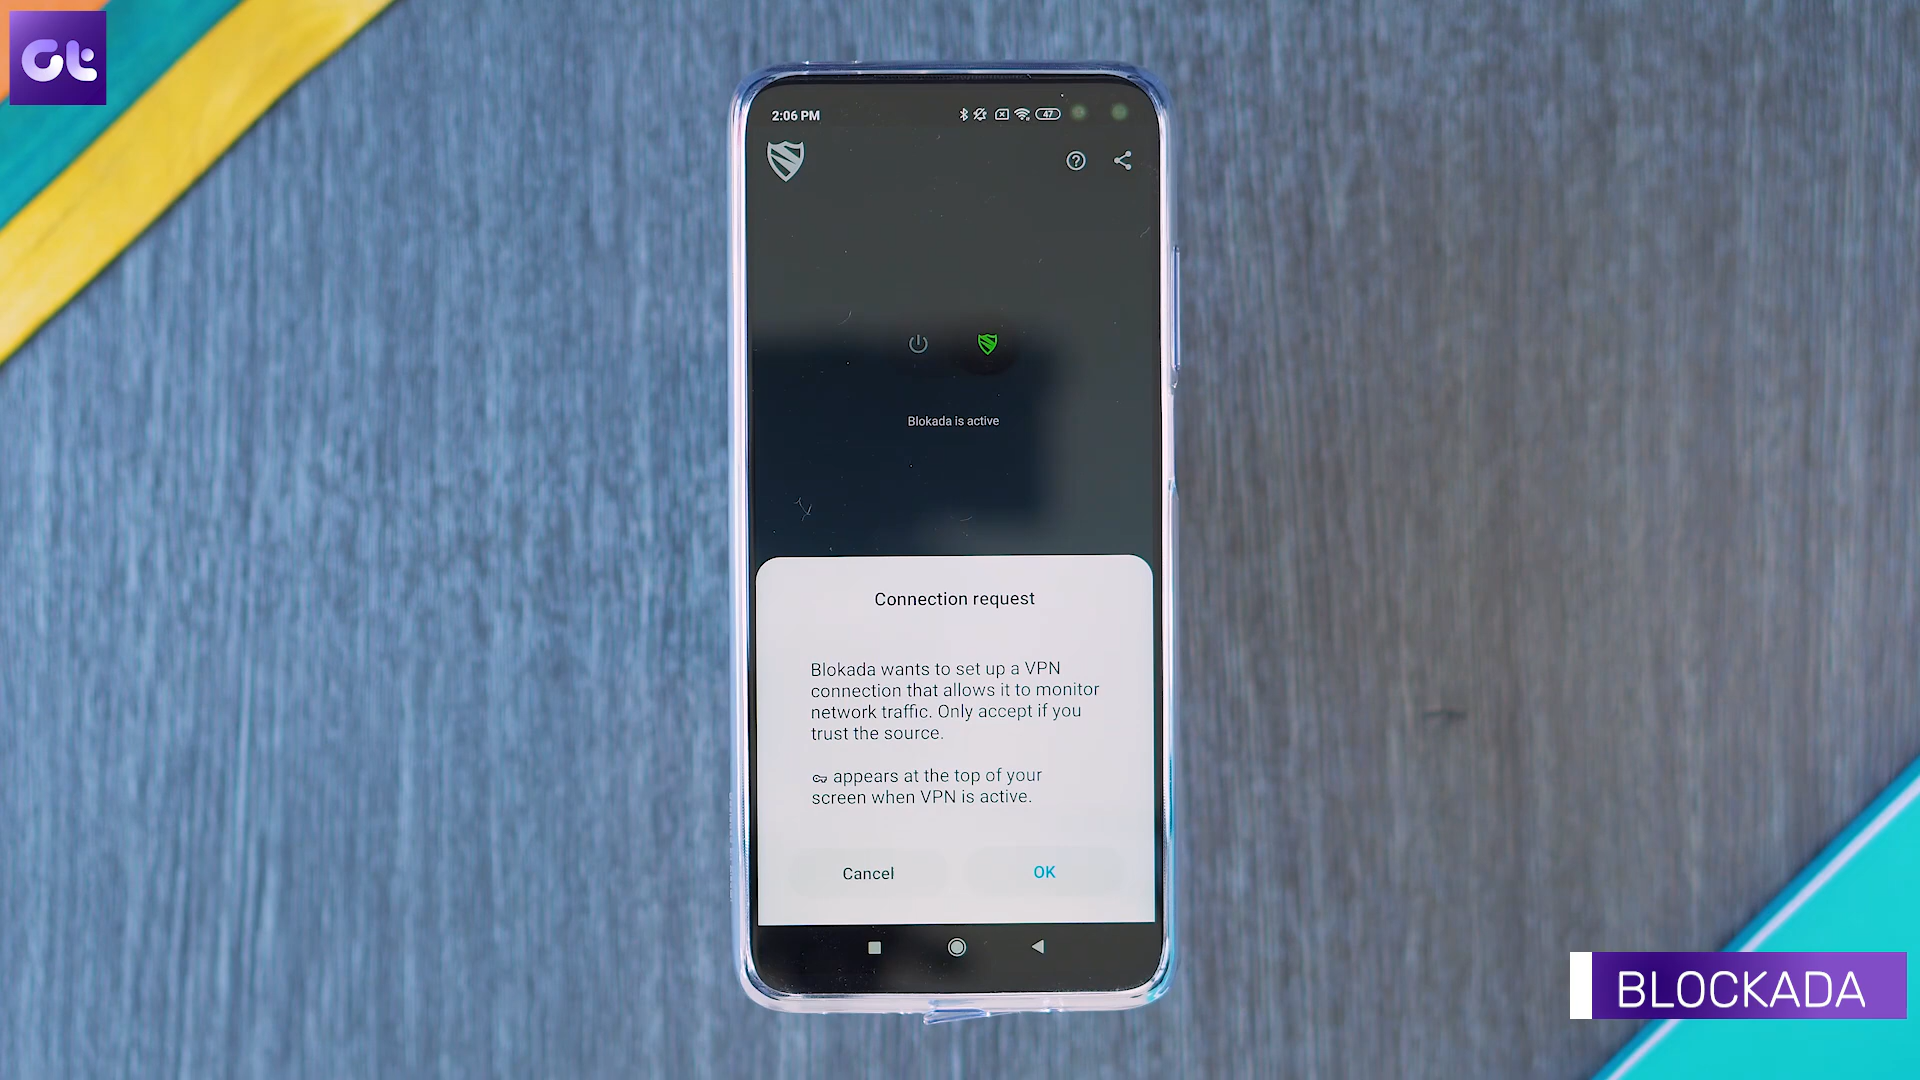 Gt
2:06 PM
47
Blokada is active
Connection request
Blokada wants to set up a VPN
connection that allows it to monitor
network traffic. Only accept if you
trust the source.
appears at the top of your
screen when VPN is active.
Cancel
OK
BLOCKADA